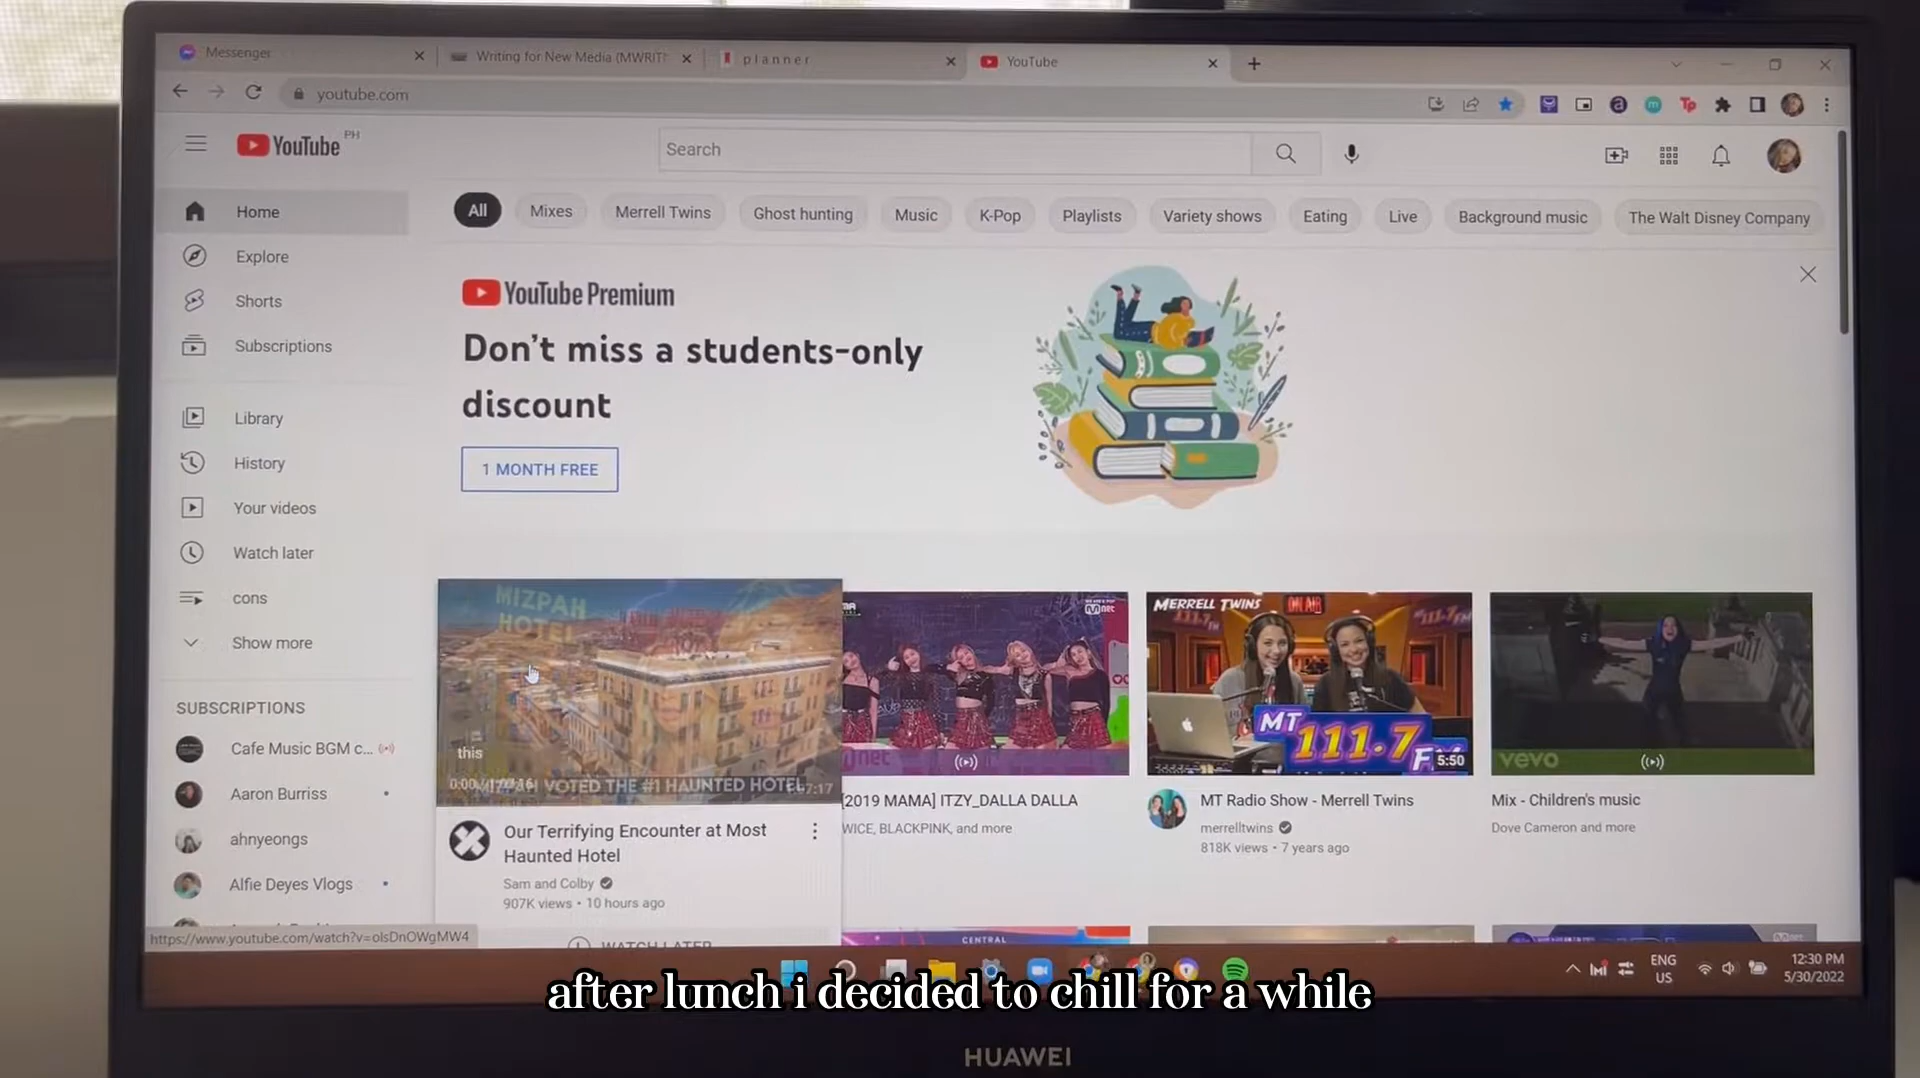 Messenger
Writing for New Media (MWRIT
planner
YouTube
youtube.com
YouTube PH
Search
Home
All
Mixes
Merrell Twins
Ghost hunting
Music
K-Pop
Playlists
Variety shows
Eating
Live
Background music
The Walt Disney Company
Explore
Shorts
Subscriptions
YouTube Premium
Don't miss a students-only
discount
1 MONTH FREE
Library
History
Your videos
Watch later
cons
Show more
SUBSCRIPTIONS
Cafe Music BGM c...
Aaron Burriss
ahnyeongs
Alfie Deyes Vlogs
MIZPAH
HOTEL
this
VOTED THE #1 HAUNTED HOTEL
Our Terrifying Encounter at Most
Haunted Hotel
Sam and Colby
907K views • 10 hours ago
WATCH LATER
mnet
[2019 MAMA] ITZY_DALLA DALLA
WICE, BLACKPINK, and more
MERRELL TWINS
ON AIR
MT
111.7
5:50
MT Radio Show - Merrell Twins
merrelltwins
818K views • 7 years ago
vevo
Mix - Children's music
Dove Cameron and more
CENTRAL
https://www.youtube.com/watch?v=olsDnOWgMW4
ENG
US
12:30 PM
5/30/2022
after lunch i decided to chill for a while
HUAWEI